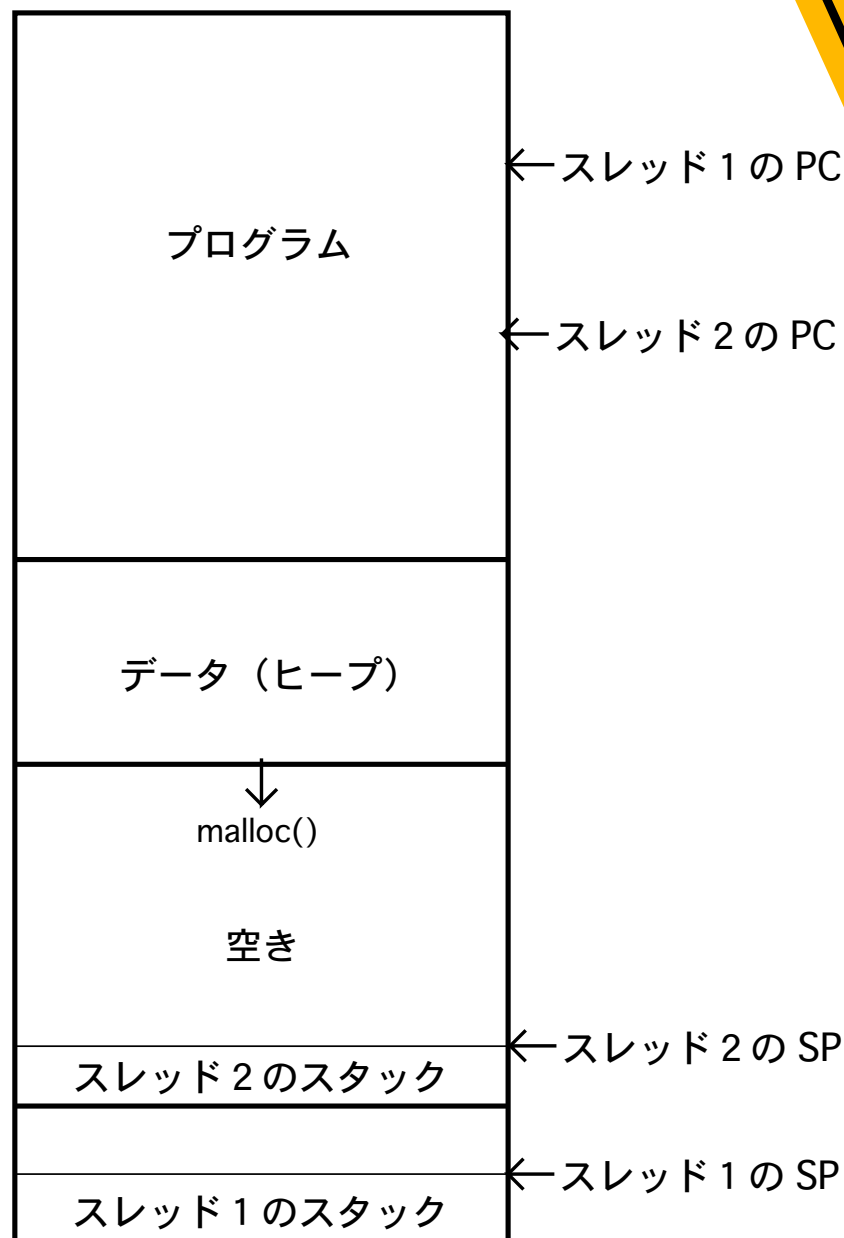 スレッド1の PC
プログラム
スレッド2の PC
データ（ヒープ）
malloc()
空き
スレッド2の SP
スレッド2のスタック
スレッド1の SP
スレッド1のスタック